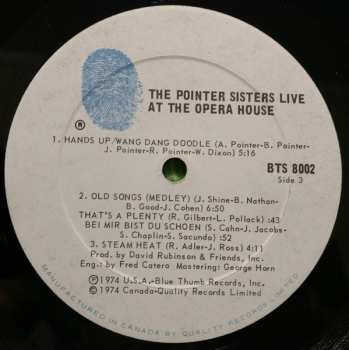 THE POINTER SISTERS LIVE
AT THE OPERA HOUSE
®
1. HANDS UP/WANG DANG DOODLE (A. Pointer-B. Pointer-
J. Pointer-R. Pointer-W. Dixon) 5:16
BTS 8002
Side 3
2. OLD SONGS (MEDLEY) (J. Shine-B. Nathan-
B. Good-J. Cohen) 6:50
THAT'S A PLENTY (R. Gilbert-L. Pollack) :43
BEI MIR BIST DU SCHOEN (S. Cahn-J. Jacobs-
S. Chaplin-S. Secunda) :52
3. STEAM HEAT (R. Adler-J. Ross) 4:11
Prod. by David Rubinson & Friends, Inc.
Eng.: by Fred Catero Mastering: George Horn
Ⓟ 1974 U.S.A.-Blue Thumb Records, Inc.
℗ 1974 Canada-Quality Records Limited
MANUFACTURED IN CANADA BY QUALITY RECORDS LIMITED